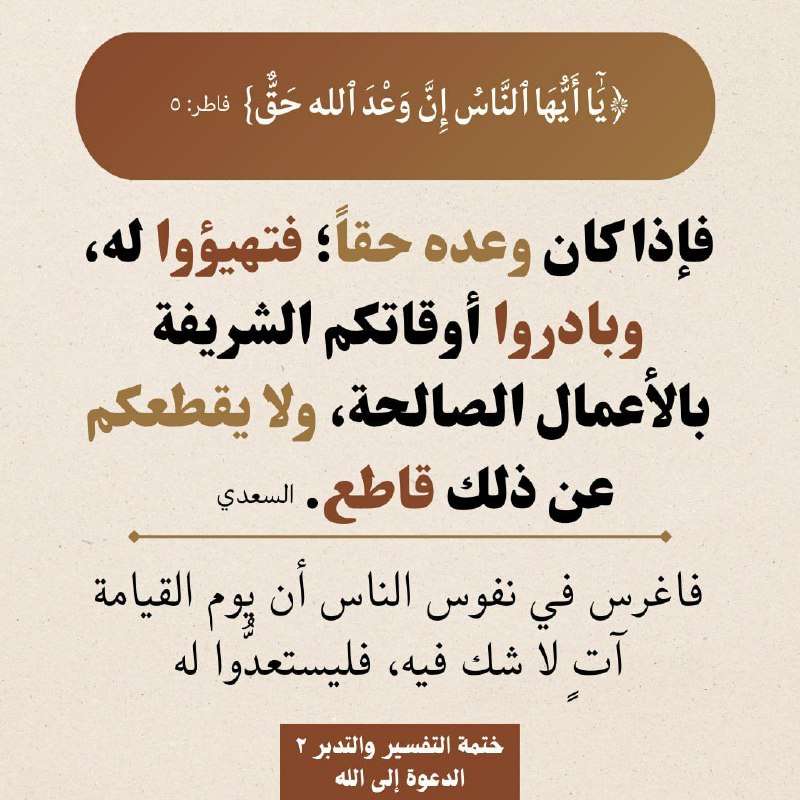 ﴿يَٰٓا أَيُّهَا ٱلنَّاسُ إِنَّ وَعْدَ ٱلله حَقٌّ} فاطر: ٥
فإذا كان وعده حقاً؛ فتهيؤوا له،
وبادروا أوقاتكم الشريفة
بالأعمال الصالحة، ولا يقطعكم
عن ذلك قاطع. السعدي
فاغرس في نفوس الناس أن يوم القيامة
آتٍ لا شك فيه، فليستعدُّوا له
ختمة التفسير والتدبر ٢
الدعوة إلى الله